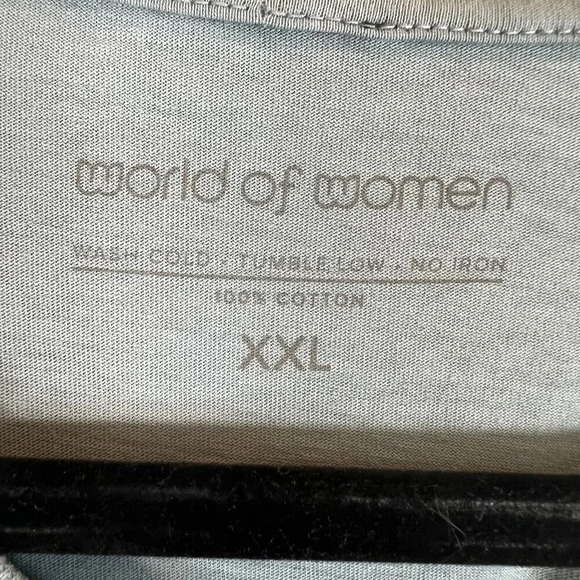 world of women
WASH COLD . TUMBLE LOW . NO IRON
100% COTTON
XXL